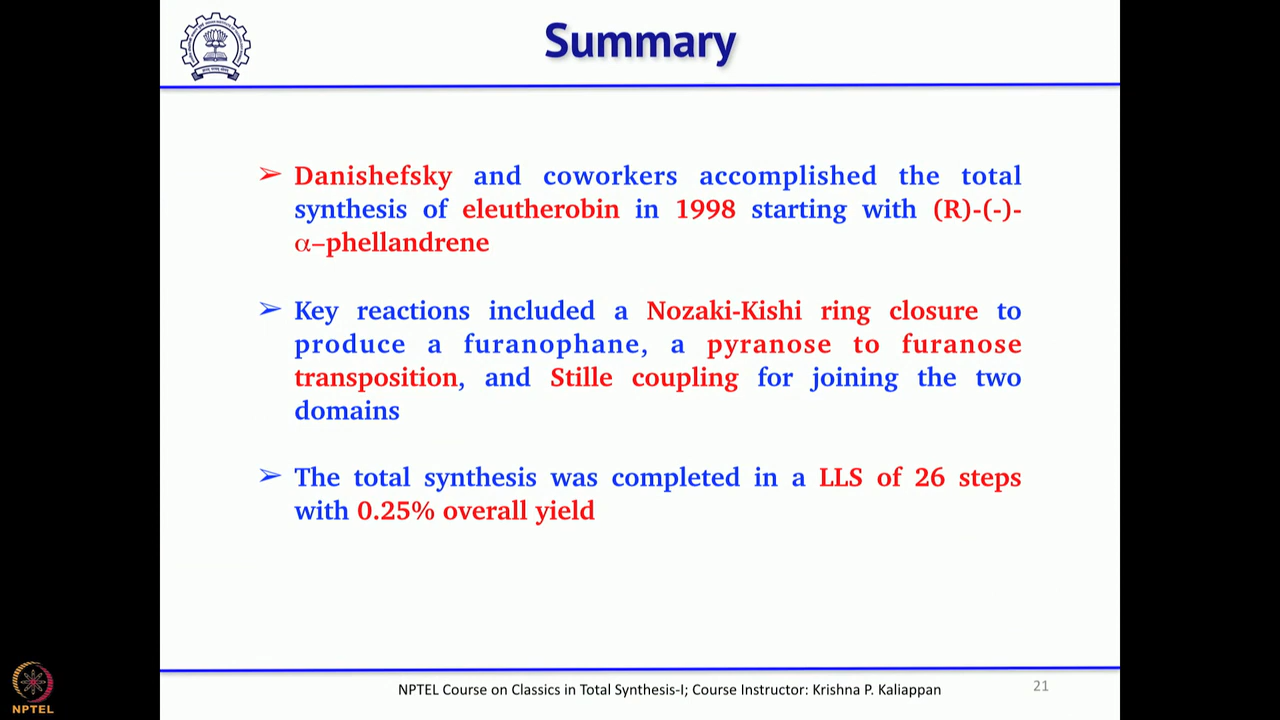 Summary
➢ Danishefsky and coworkers accomplished the total
synthesis of eleutherobin in 1998 starting with (R)-(-)-
α–phellandrene
➢ Key reactions included a Nozaki-Kishi ring closure to
produce a furanophane, a pyranose to furanose
transposition, and Stille coupling for joining the two
domains
➢ The total synthesis was completed in a LLS of 26 steps
with 0.25% overall yield
NPTEL Course on Classics in Total Synthesis-I; Course Instructor: Krishna P. Kaliappan
21
NPTEL